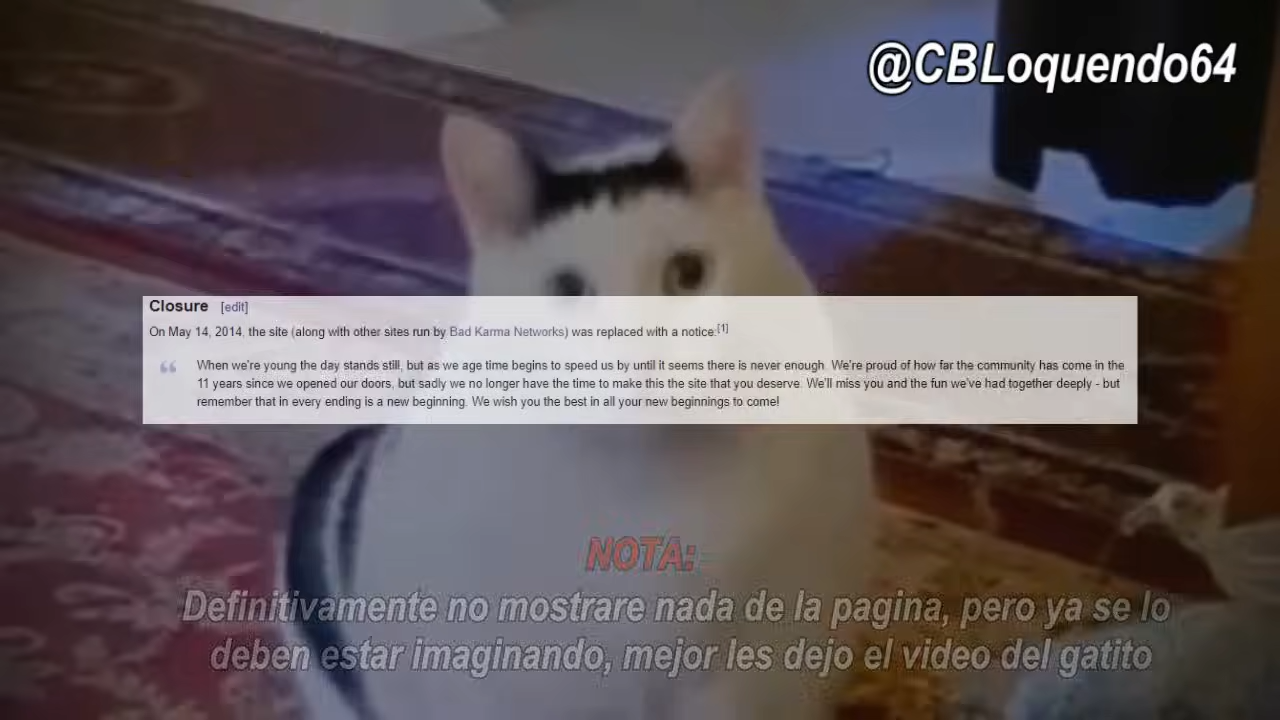 @CBLoquendo64
Closure [edit]
On May 14, 2014, the site (along with other sites run by Bad Karma Networks) was replaced with a notice:[1]
“ When we're young the day stands still, but as we age time begins to speed us by until it seems there is never enough. We're proud of how far the community has come in the
11 years since we opened our doors, but sadly we no longer have the time to make this the site that you deserve. We'll miss you and the fun we've had together deeply - but
remember that in every ending is a new beginning. We wish you the best in all your new beginnings to come!
NOTA:
Definitivamente no mostrare nada de la pagina, pero ya se lo
deben estar imaginando, mejor les dejo el video del gatito